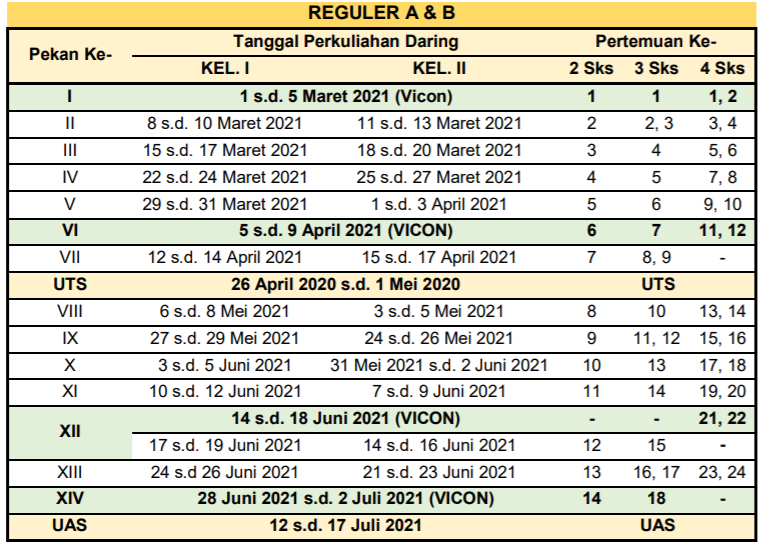 REGULER A & B
Pekan Ke- Tanggal Perkuliahan Daring Pertemuan Ke-
KEL. I KEL. II 2 Sks 3 Sks 4 Sks
I 1 s.d. 5 Maret 2021 (Vicon) 1 1 1, 2
II 8 s.d. 10 Maret 2021 11 s.d. 13 Maret 2021 2 2, 3 3, 4
III 15 s.d. 17 Maret 2021 18 s.d. 20 Maret 2021 3 4 5, 6
IV 22 s.d. 24 Maret 2021 25 s.d. 27 Maret 2021 4 5 7, 8
V 29 s.d. 31 Maret 2021 1 s.d. 3 April 2021 5 6 9, 10
VI 5 s.d. 9 April 2021 (VICON) 6 7 11, 12
VII 12 s.d. 14 April 2021 15 s.d. 17 April 2021 7 8, 9 -
UTS 26 April 2020 s.d. 1 Mei 2020 UTS
VIII 6 s.d. 8 Mei 2021 3 s.d. 5 Mei 2021 8 10 13, 14
IX 27 s.d. 29 Mei 2021 24 s.d. 26 Mei 2021 9 11, 12 15, 16
X 3 s.d. 5 Juni 2021 31 Mei 2021 s.d. 2 Juni 2021 10 13 17, 18
XI 10 s.d. 12 Juni 2021 7 s.d. 9 Juni 2021 11 14 19, 20
XII 14 s.d. 18 Juni 2021 (VICON) - - 21, 22
17 s.d. 19 Juni 2021 14 s.d. 16 Juni 2021 12 15 -
XIII 24 s.d 26 Juni 2021 21 s.d. 23 Juni 2021 13 16, 17 23, 24
XIV 28 Juni 2021 s.d. 2 Juli 2021 (VICON) 14 18 -
UAS 12 s.d. 17 Juli 2021 UAS